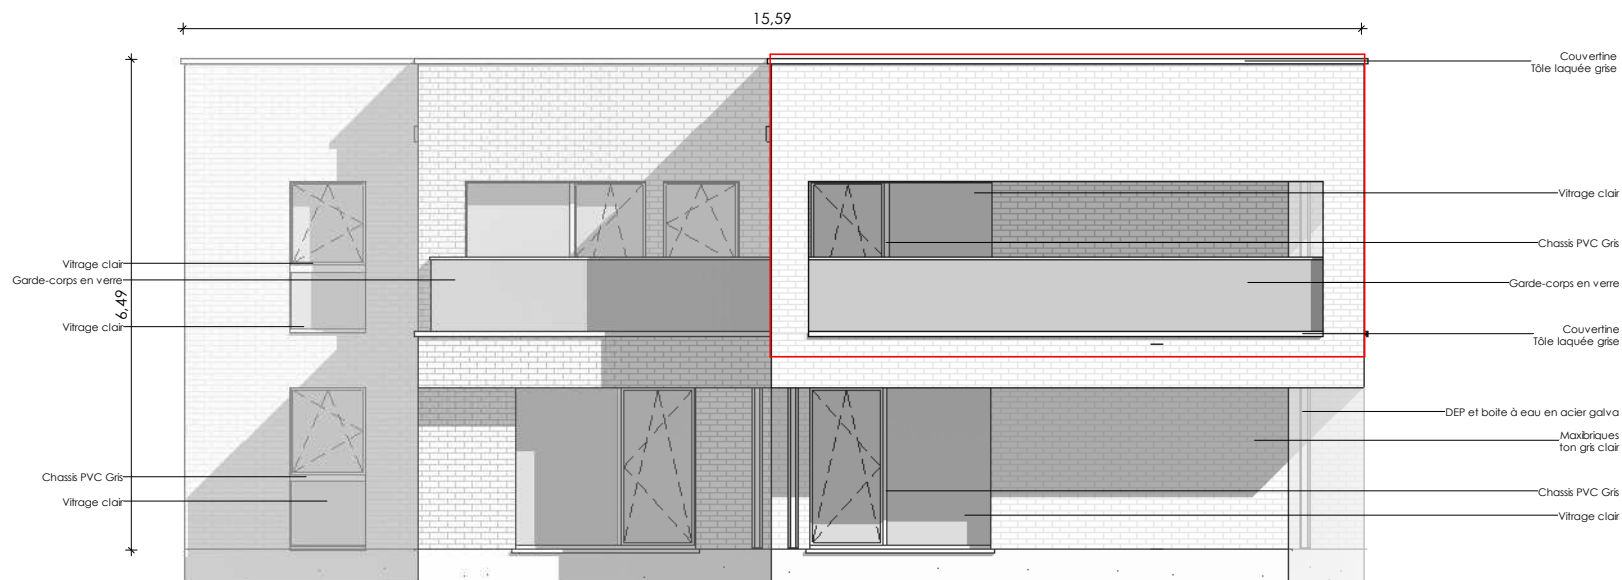 15,59
6,49
Vitrage clair
Garde-corps en verre
Vitrage clair
Chassis PVC Gris
Vitrage clair
Couvertine
Tôle laquée grise
Vitrage clair
Chassis PVC Gris
Garde-corps en verre
Couvertine
Tôle laquée grise
DEP et boite à eau en acier galva
Maxibriques
ton gris clair
Chassis PVC Gris
Vitrage clair